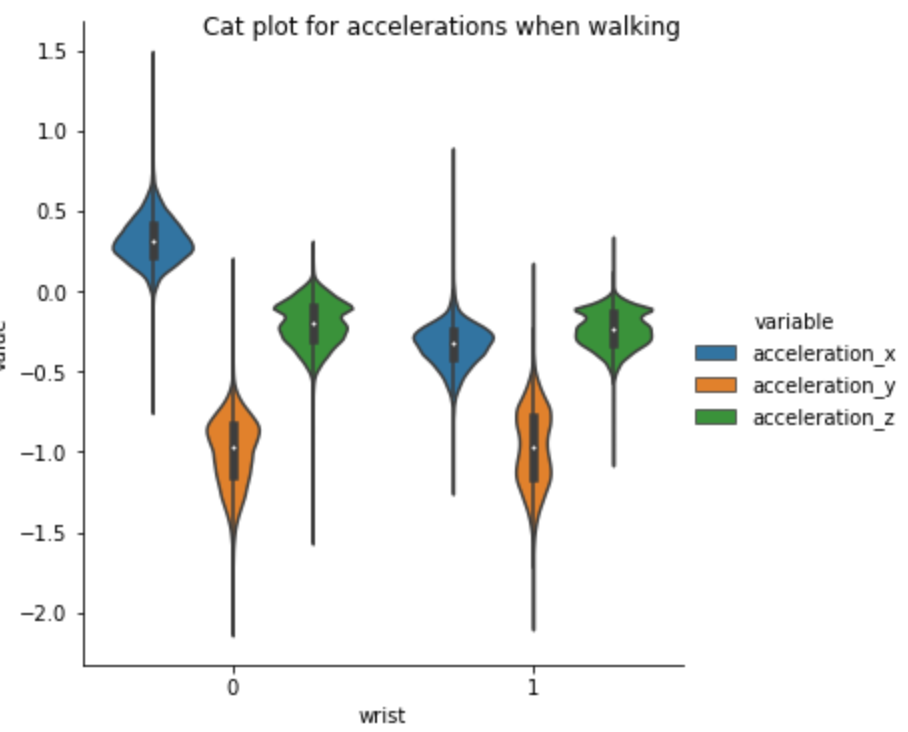 Cat plot for accelerations when walking
1.5
1.0
0.5
0.0
−0.5
−1.0
−1.5
−2.0
0
1
wrist
variable
acceleration_x
acceleration_y
acceleration_z